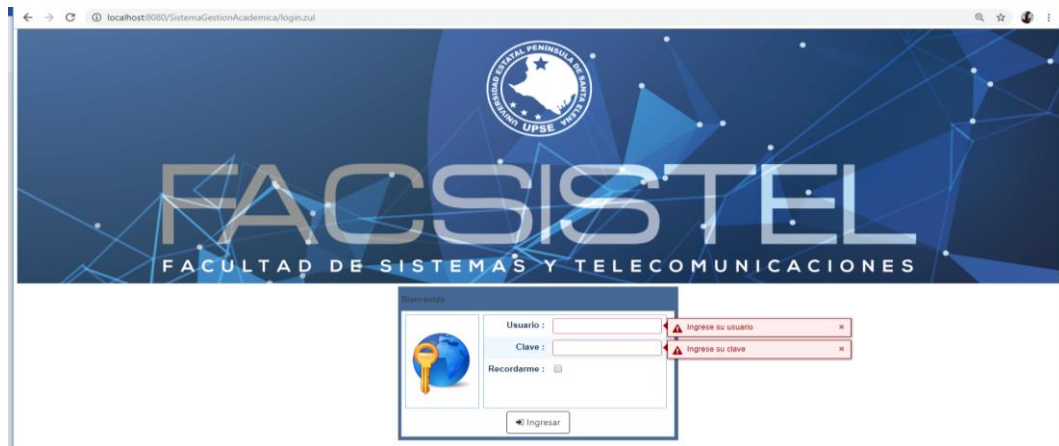 localhost:8080/SistemaGestionAcademica/login.zul
UNIVERSIDAD ESTATAL PENINSULA DE SANTA ELENA
UPSE
FACSISTEL
FACULTAD DE SISTEMAS Y TELECOMUNICACIONES
Bienvenido
Usuario :
Ingrese su usuario
Clave :
Ingrese su clave
Recordarme :
Ingresar